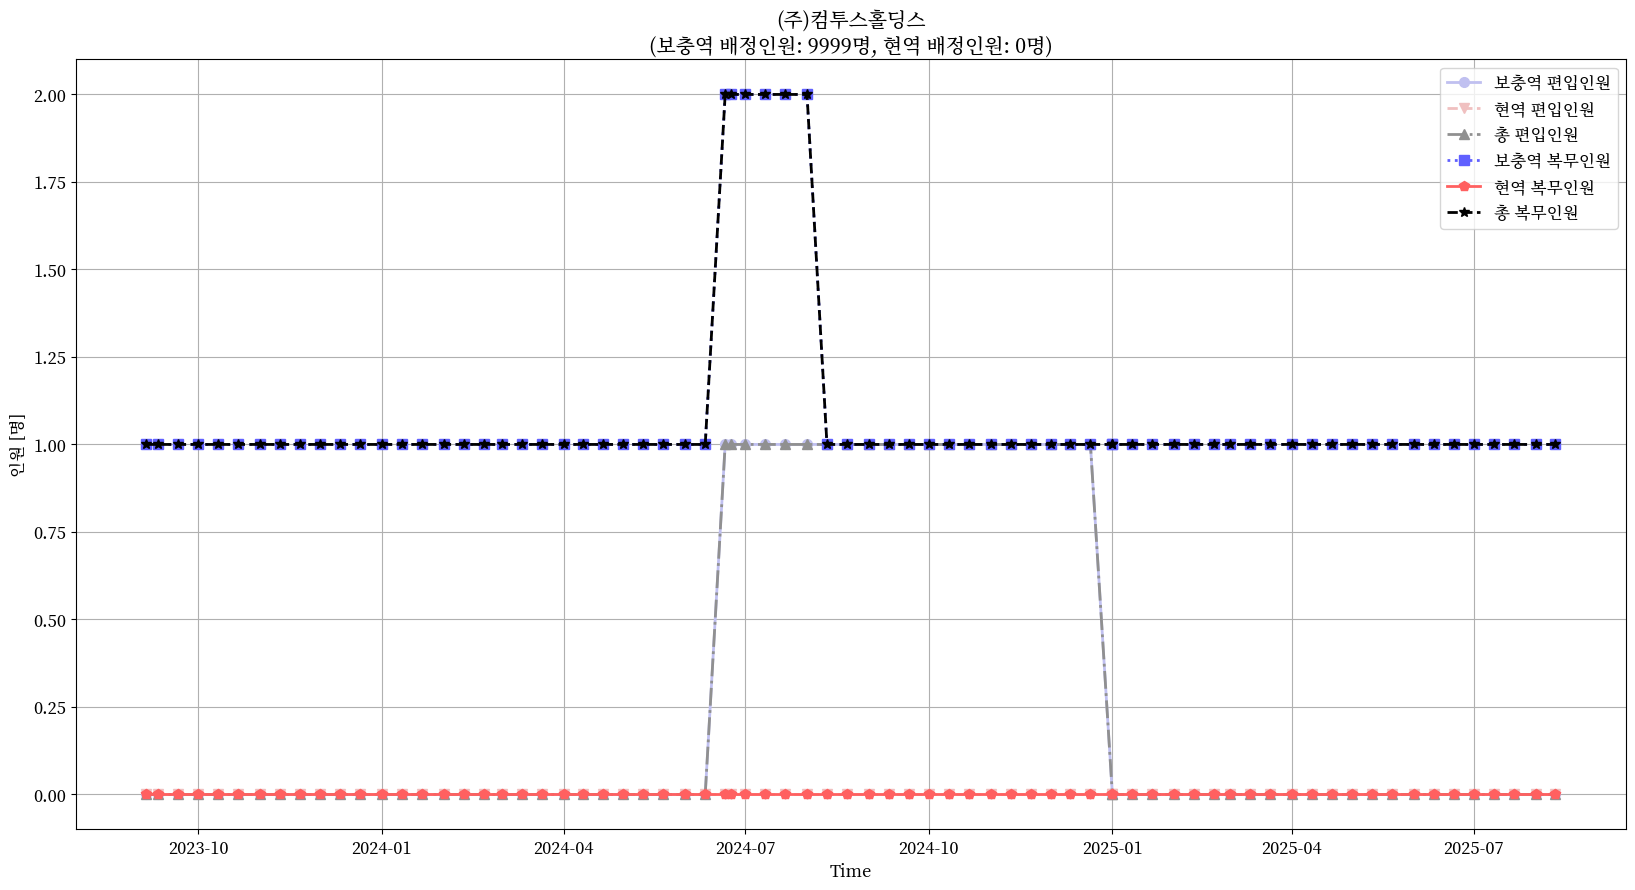 (주)컴투스홀딩스
(보충역 배정인원: 9999명, 현역 배정인원: 0명)
보충역 편입인원
현역 편입인원
총 편입인원
보충역 복무인원
현역 복무인원
총 복무인원
인원 [명]
2.00
1.75
1.50
1.25
1.00
0.75
0.50
0.25
0.00
2023-10 2024-01 2024-04 2024-07 2024-10 2025-01 2025-04 2025-07
Time